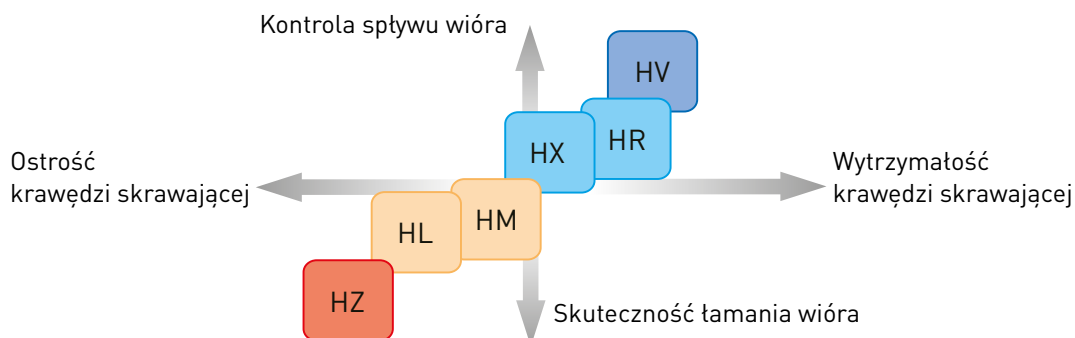 Kontrola spływu wióra
HV
HR
HX
Ostrość
krawędzi skrawającej
Wytrzymałość
krawędzi skrawającej
HM
HL
HZ
Skuteczność łamania wióra